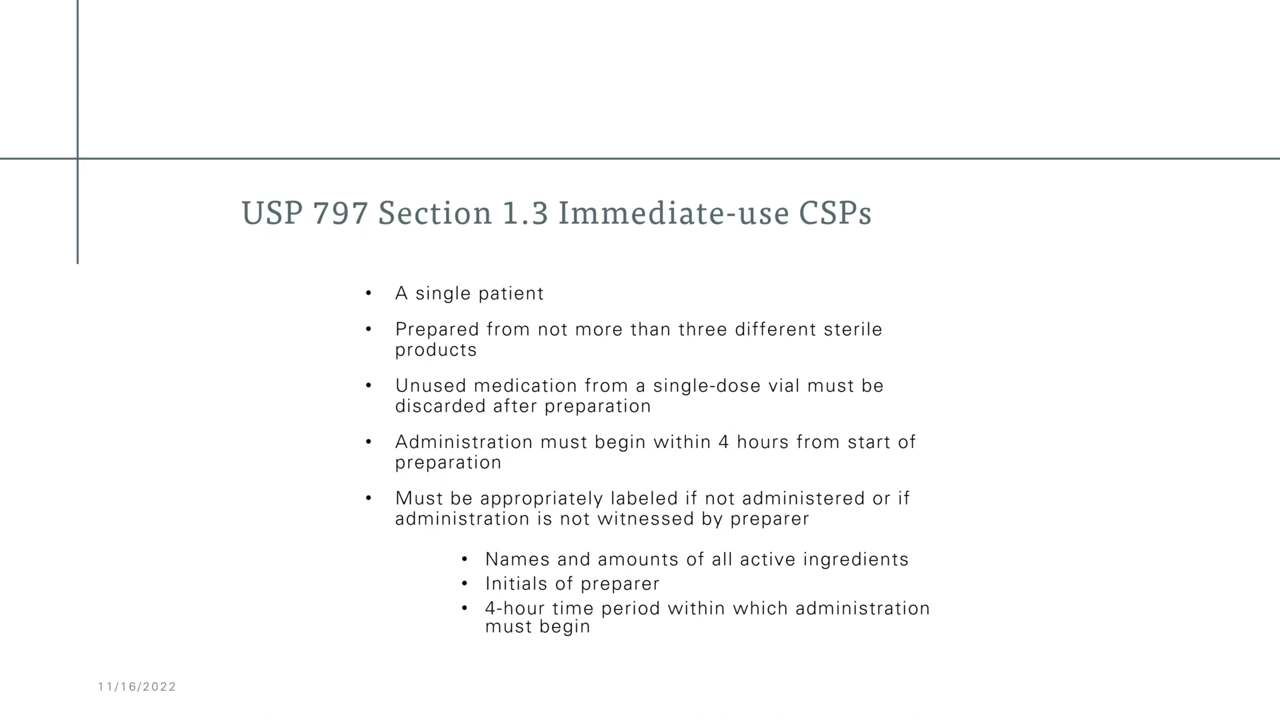 USP 797 Section 1.3 Immediate-use CSPs
• A single patient
• Prepared from not more than three different sterile
products
• Unused medication from a single-dose vial must be
discarded after preparation
• Administration must begin within 4 hours from start of
preparation
• Must be appropriately labeled if not administered or if
administration is not witnessed by preparer
• Names and amounts of all active ingredients
• Initials of preparer
• 4-hour time period within which administration
must begin
11/16/2022